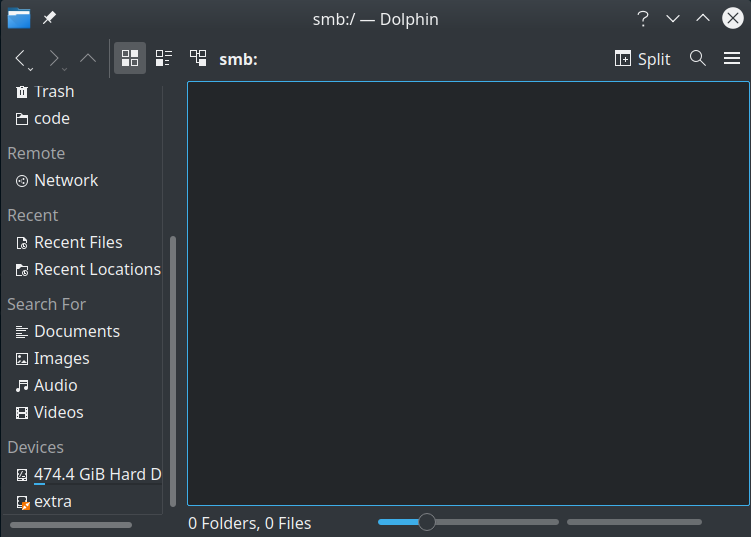 smb:/ — Dolphin
?
smb:
Split
Trash
code
Remote
Network
Recent
Recent Files
Recent Locations
Search For
Documents
Images
Audio
Videos
Devices
474.4 GiB Hard D
extra
0 Folders, 0 Files